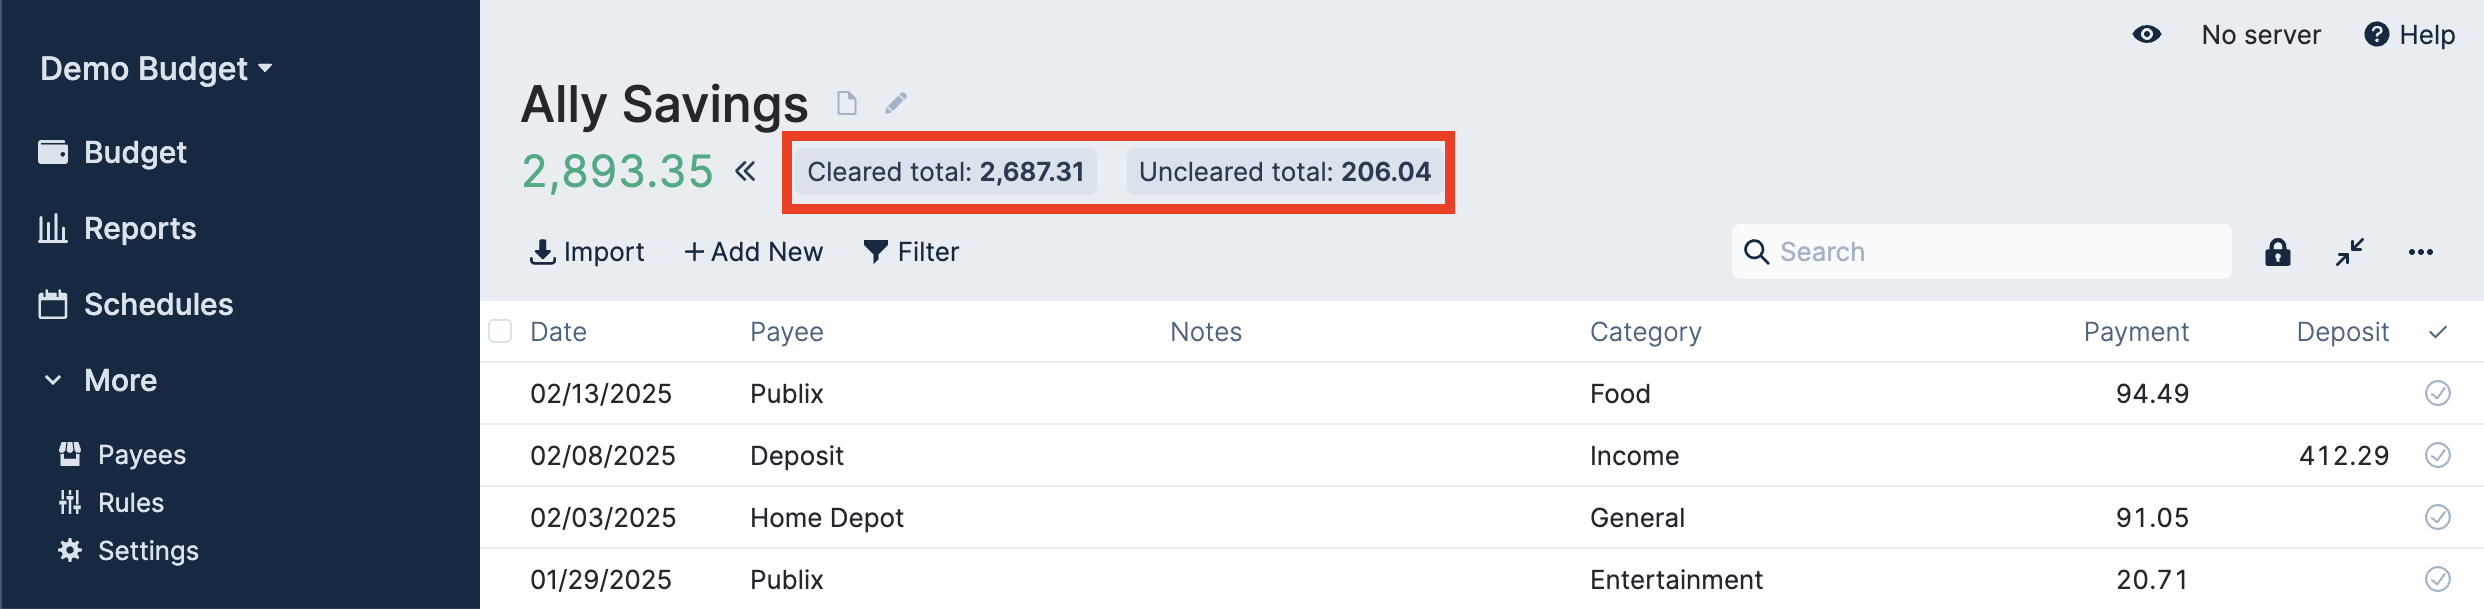 Demo Budget
Budget
Reports
Schedules
More
Payees
Rules
Settings
No server Help
Ally Savings
2,893.35 Cleared total: 2,687.31 Uncleared total: 206.04
Import + Add New Filter Search
Date Payee Notes Category Payment Deposit
02/13/2025 Publix Food 94.49
02/08/2025 Deposit Income 412.29
02/03/2025 Home Depot General 91.05
01/29/2025 Publix Entertainment 20.71